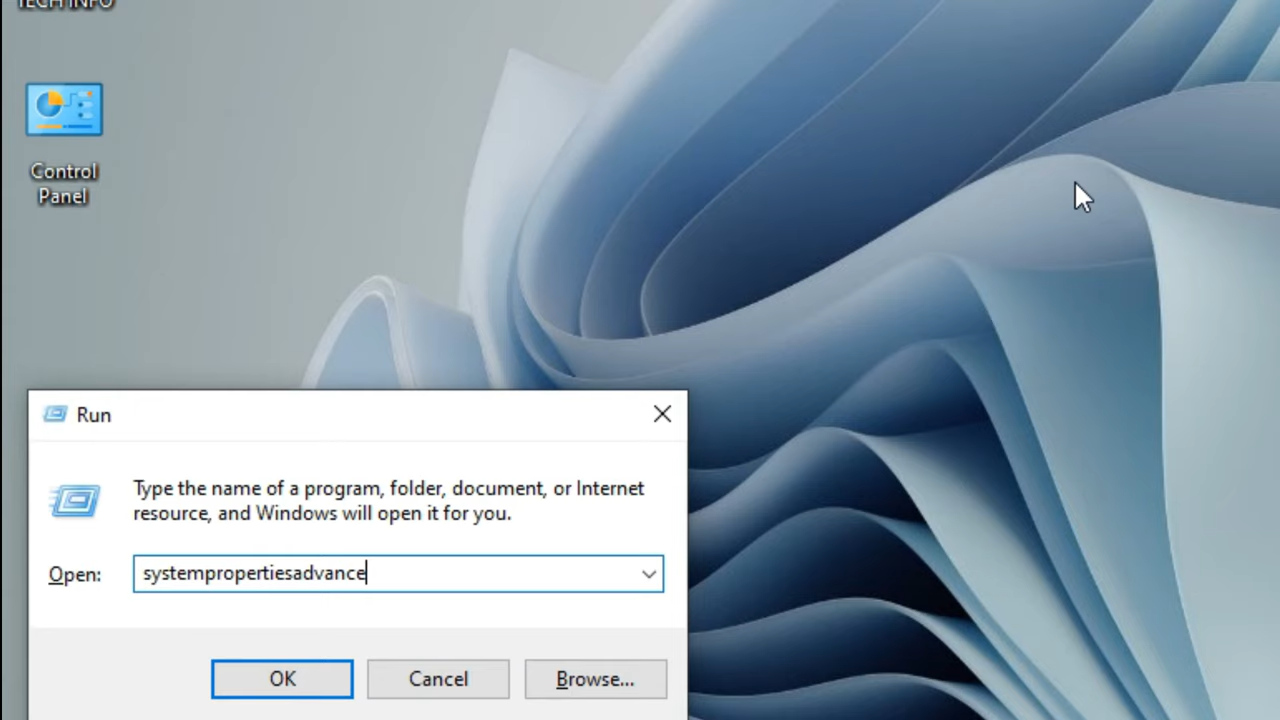 TECH INFO
Control
Panel
Run
Type the name of a program, folder, document, or Internet
resource, and Windows will open it for you.
Open:
systempropertiesadvance
OK
Cancel
Browse...